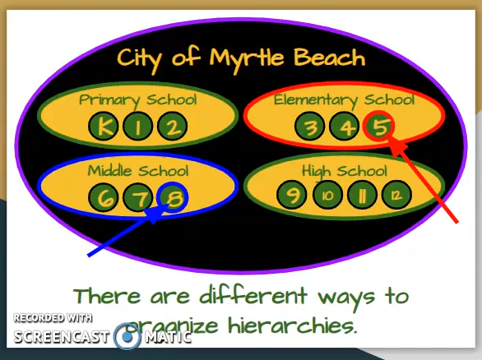 City of Myrtle Beach
Primary School
K 1 2
Elementary School
3 4 5
Middle School
6 7 8
High School
9 10 11 12
There are different ways to
organize hierarchies.
RECORDED WITH
SCREENCAST MATIC